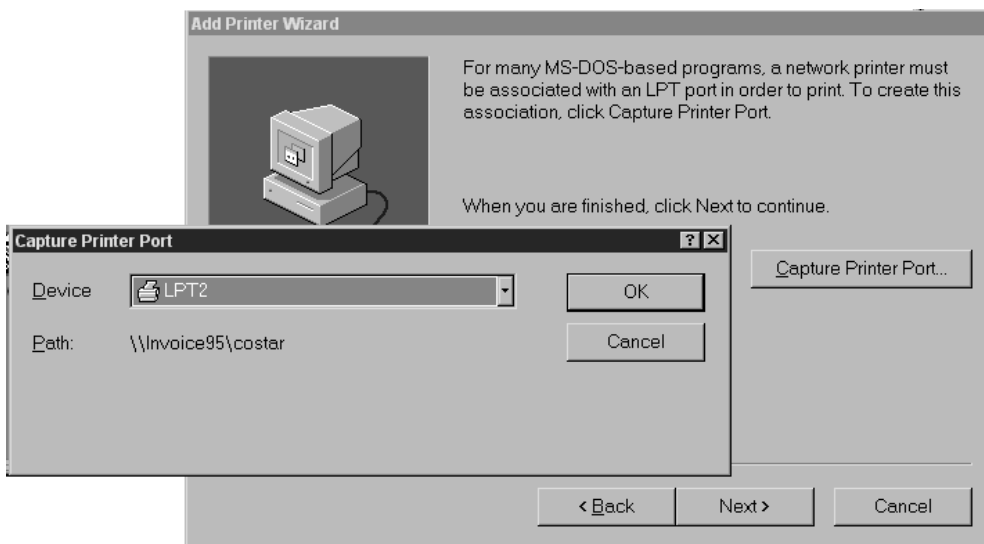 Add Printer Wizard
For many MS-DOS-based programs, a network printer must
be associated with an LPT port in order to print. To create this
association, click Capture Printer Port.
When you are finished, click Next to continue.
Capture Printer Port...
Capture Printer Port
Device LPT2 OK
Path: \\Invoice95\costar Cancel
< Back Next > Cancel